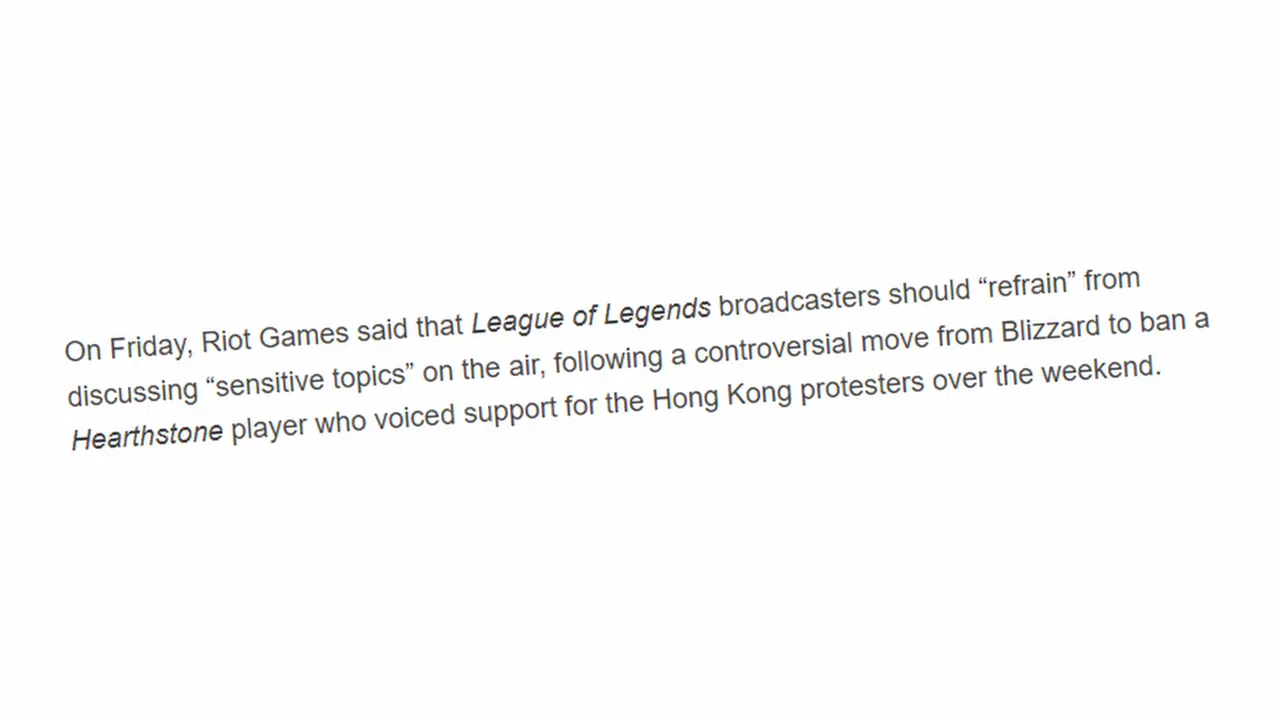 On Friday, Riot Games said that League of Legends broadcasters should “refrain” from
discussing “sensitive topics” on the air, following a controversial move from Blizzard to ban a
Hearthstone player who voiced support for the Hong Kong protesters over the weekend.